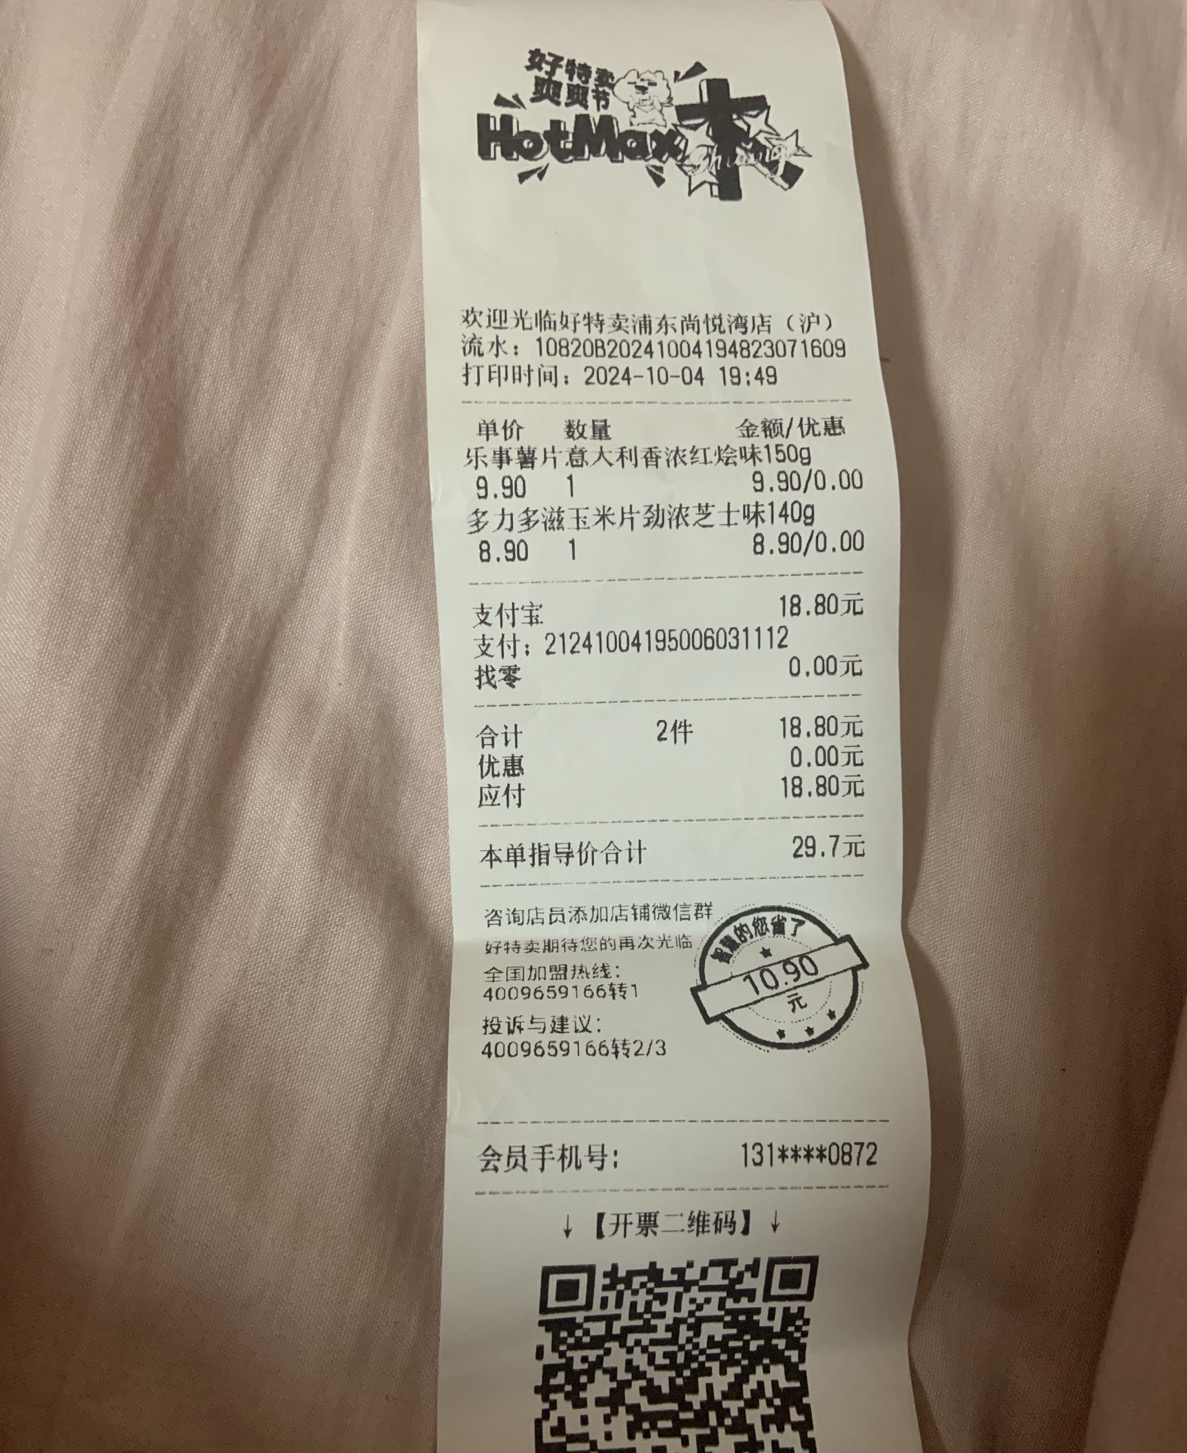 好特卖
爽爽节
HotMax
Shuang
欢迎光临好特卖浦东尚悦湾店（沪）
流水：10820B202410041948230​71609
打印时间：2024-10-04 19:49
单价 数量 金额/优惠
乐事薯片意大利香浓红烩味150g
9.90 1 9.90/0.00
多力多滋玉米片劲浓芝士味140g
8.90 1 8.90/0.00
支付宝 18.80元
支付：21241004195006031112
找零 0.00元
合计 2件 18.80元
优惠 0.00元
应付 18.80元
本单指导价合计 29.7元
咨询店员添加店铺微信群
好特卖期待您的再次光临
全国加盟热线：
4009659166转1
投诉与建议：
4009659166转2/3
智慧的您省了
10.90
元
会员手机号： 131****0872
↓【开票二维码】↓